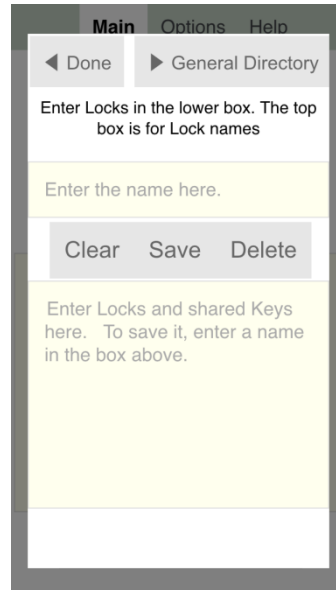 Main Options Help
Done General Directory
Enter Locks in the lower box. The top
box is for Lock names
Enter the name here.
Clear Save Delete
Enter Locks and shared Keys
here. To save it, enter a name
in the box above.